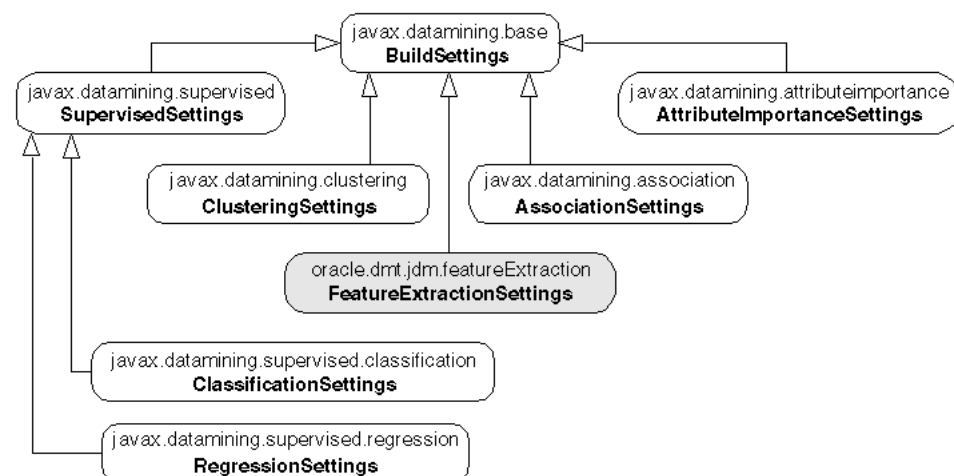 javax.datamining.base
BuildSettings
javax.datamining.supervised
SupervisedSettings
javax.datamining.attributeimportance
AttributeImportanceSettings
javax.datamining.clustering
ClusteringSettings
javax.datamining.association
AssociationSettings
oracle.dmt.jdm.featureExtraction
FeatureExtractionSettings
javax.datamining.supervised.classification
ClassificationSettings
javax.datamining.supervised.regression
RegressionSettings